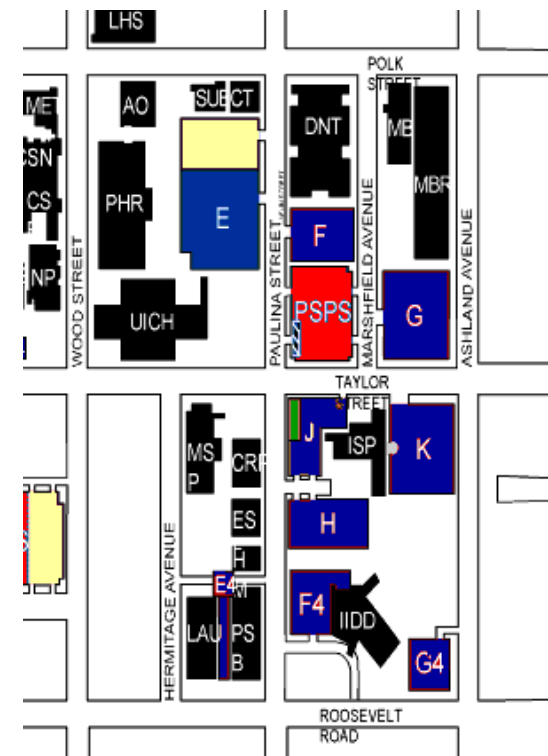 LHS
POLK
STREET
ME
AO
SUB
CT
DNT
MB
CSN
CS
PHR
MBR
E
F
NP
UICH
PSPS
G
WOOD STREET
PAULINA STREET
MARSHFIELD AVENUE
ASHLAND AVENUE
TAYLOR
STREET
J
ISP
K
MS
P
CRP
ES
H
H
M
E4
F4
IIDD
LAU
PS
B
G4
S
HERMITAGE AVENUE
ROOSEVELT
ROAD